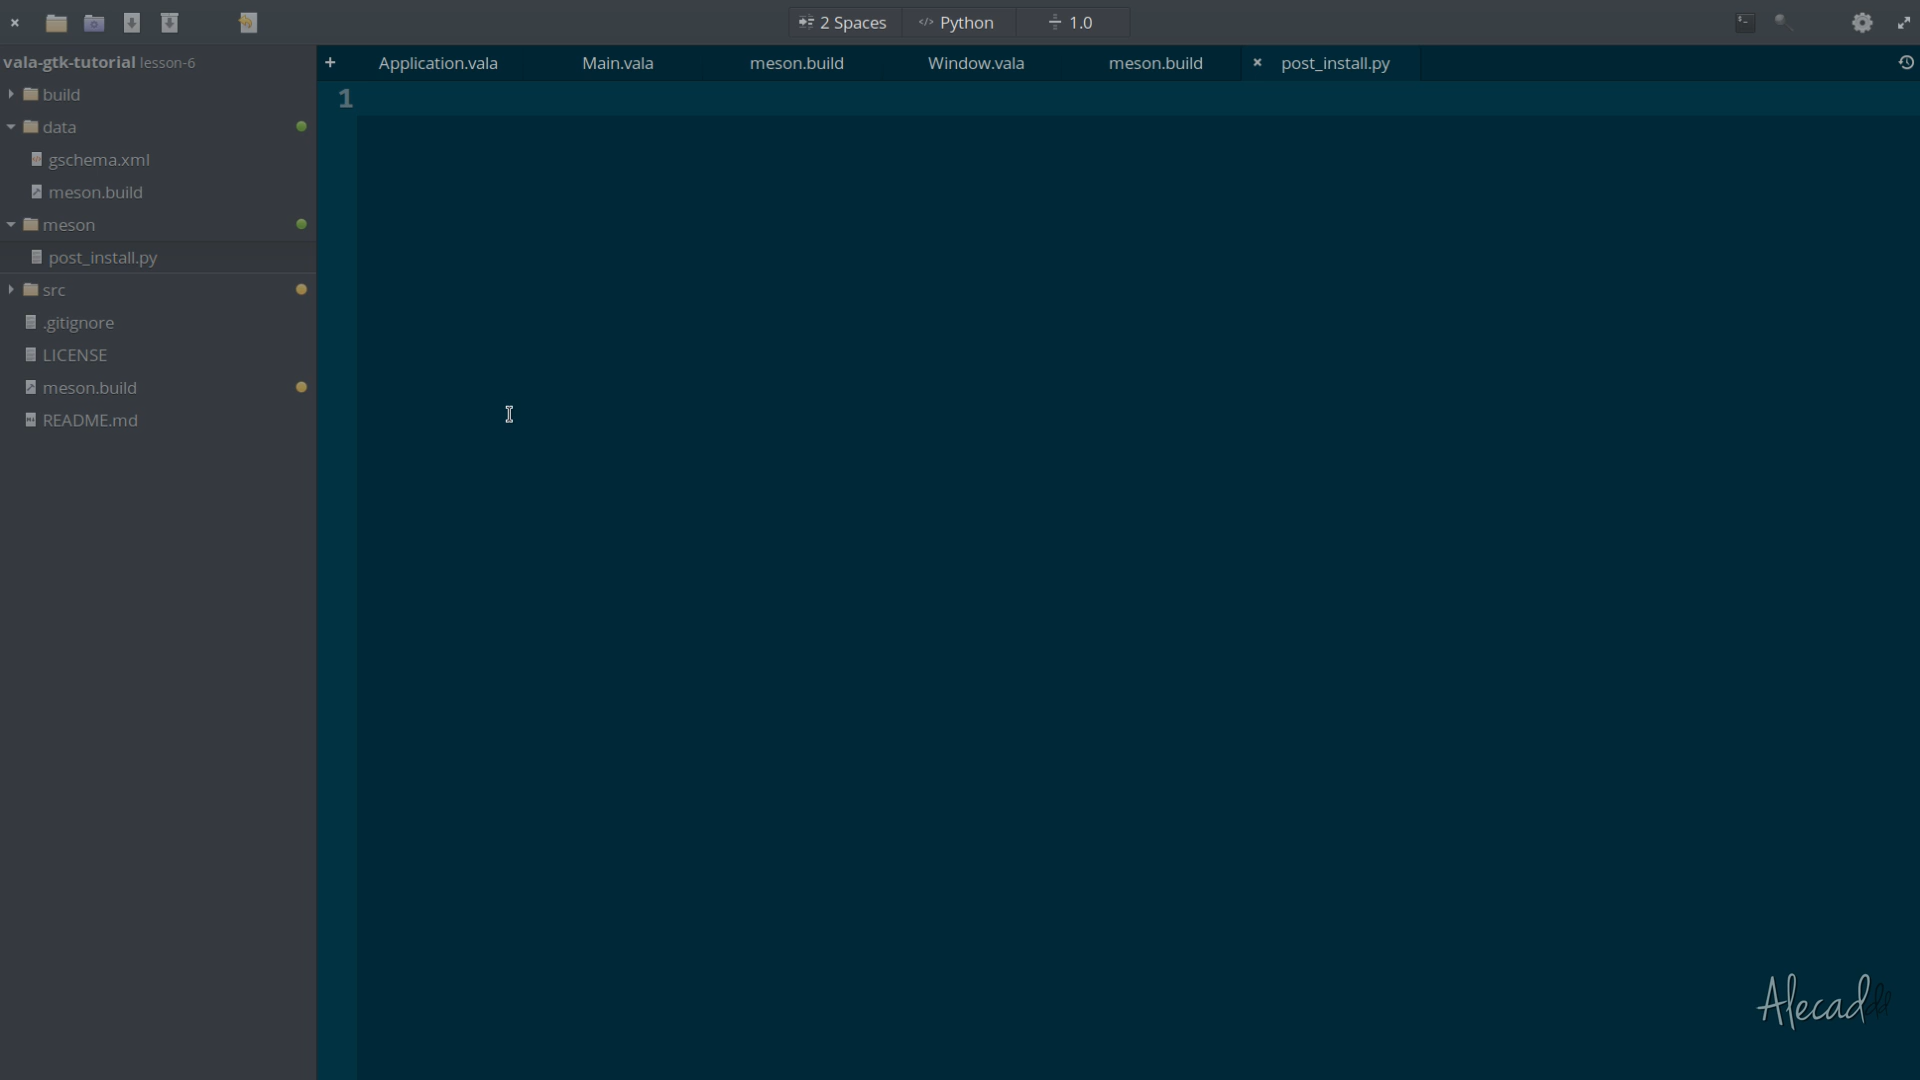 2 Spaces Python 1.0
vala-gtk-tutorial lesson-6
Application.vala Main.vala meson.build Window.vala meson.build post_install.py
1
build
data
gschema.xml
meson.build
meson
post_install.py
src
.gitignore
LICENSE
meson.build
README.md
Alecaddd